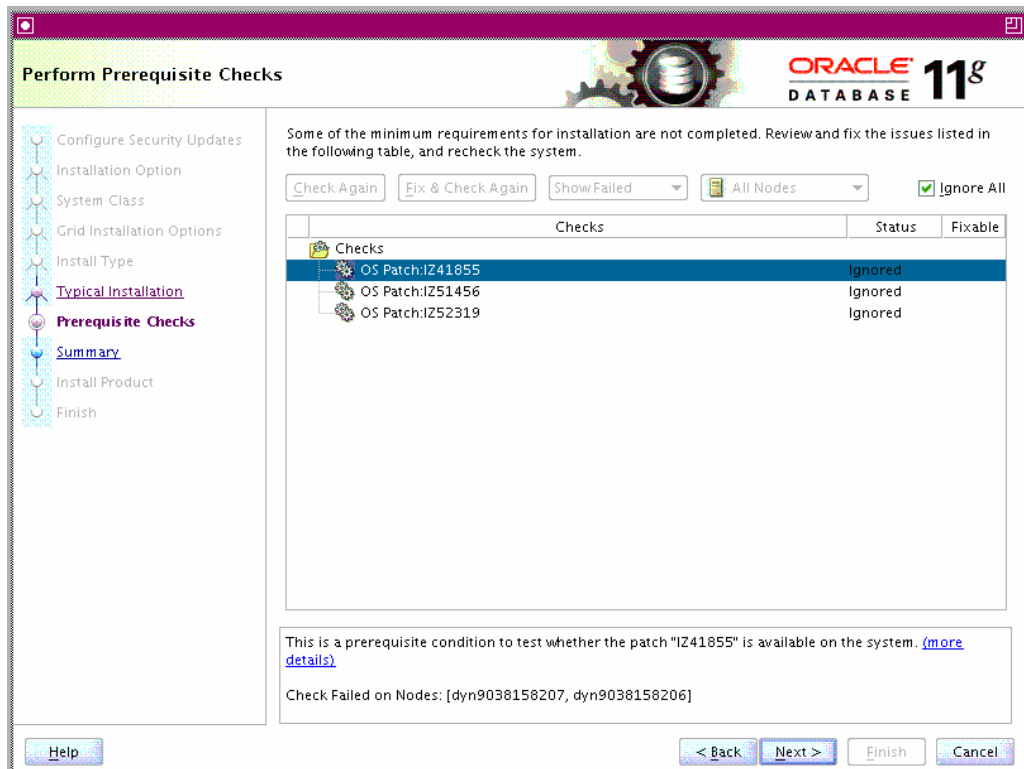 Perform Prerequisite Checks
ORACLE
DATABASE
11g
Configure Security Updates
Installation Option
System Class
Grid Installation Options
Install Type
Typical Installation
Prerequisite Checks
Summary
Install Product
Finish
Some of the minimum requirements for installation are not completed. Review and fix the issues listed in
the following table, and recheck the system.
Check Again
Fix & Check Again
Show Failed
All Nodes
Ignore All
Checks Status Fixable
Checks
OS Patch:IZ41855 Ignored
OS Patch:IZ51456 Ignored
OS Patch:IZ52319 Ignored
This is a prerequisite condition to test whether the patch "IZ41855" is available on the system. (more
details)
Check Failed on Nodes: [dyn9038158207, dyn9038158206]
Help
< Back
Next >
Finish
Cancel